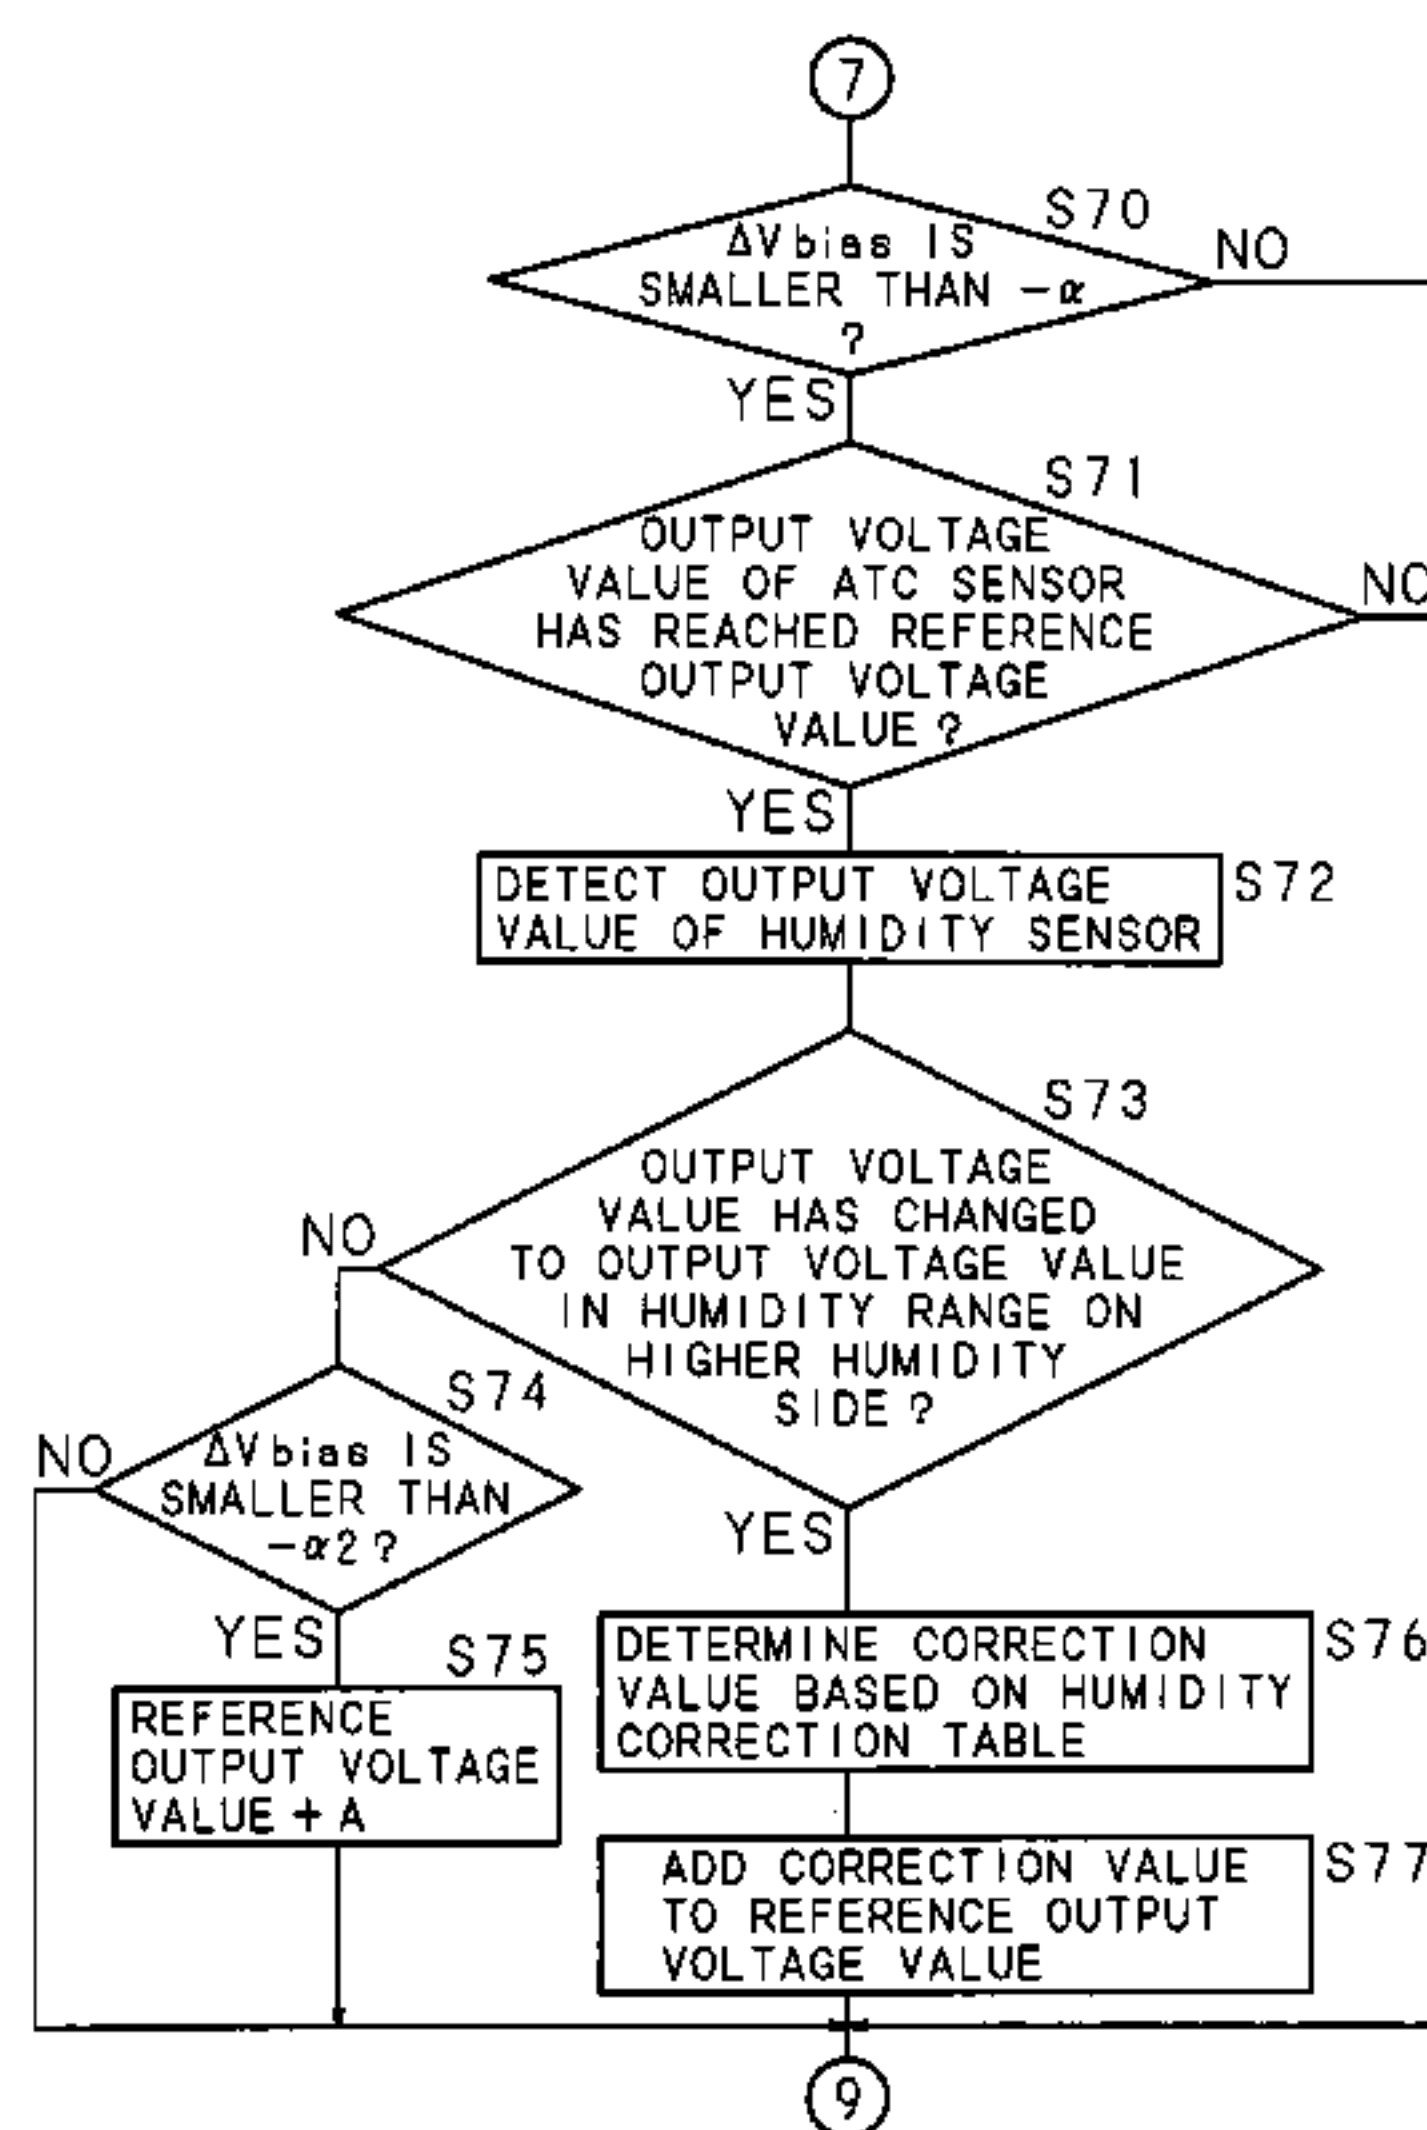 7
S70
ΔVbias IS
SMALLER THAN -α
?
NO
YES
S71
OUTPUT VOLTAGE
VALUE OF ATC SENSOR
HAS REACHED REFERENCE
OUTPUT VOLTAGE
VALUE?
NO
YES
DETECT OUTPUT VOLTAGE
VALUE OF HUMIDITY SENSOR
S72
S73
OUTPUT VOLTAGE
VALUE HAS CHANGED
TO OUTPUT VOLTAGE VALUE
IN HUMIDITY RANGE ON
HIGHER HUMIDITY
SIDE?
NO
YES
S74
ΔVbias IS
SMALLER THAN
-α2?
NO
YES
S75
REFERENCE
OUTPUT VOLTAGE
VALUE + A
DETERMINE CORRECTION
VALUE BASED ON HUMIDITY
CORRECTION TABLE
S76
ADD CORRECTION VALUE
TO REFERENCE OUTPUT
VOLTAGE VALUE
S77
9